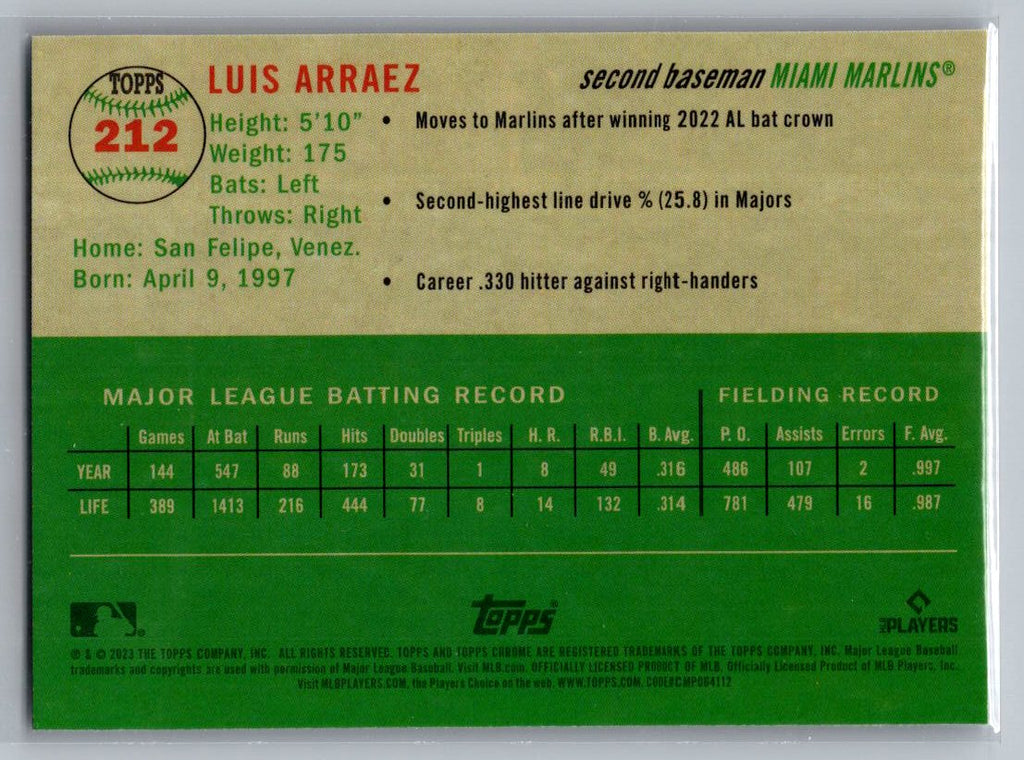 TOPPS
212
LUIS ARRAEZ
second baseman MIAMI MARLINS®
Height: 5'10"
Weight: 175
Bats: Left
Throws: Right
Home: San Felipe, Venez.
Born: April 9, 1997
• Moves to Marlins after winning 2022 AL bat crown
• Second-highest line drive % (25.8) in Majors
• Career .330 hitter against right-handers
MAJOR LEAGUE BATTING RECORD FIELDING RECORD
Games At Bat Runs Hits Doubles Triples H. R. R.B.I. B. Avg. P. O. Assists Errors F. Avg.
YEAR 144 547 88 173 31 1 8 49 .316 486 107 2 .997
LIFE 389 1413 216 444 77 8 14 132 .314 781 479 16 .987
Topps®
MLB PLAYERS
® & © 2023 THE TOPPS COMPANY, INC. ALL RIGHTS RESERVED. TOPPS AND TOPPS CHROME ARE REGISTERED TRADEMARKS OF THE TOPPS COMPANY, INC. Major League Baseball
trademarks and copyrights are used with permission of Major League Baseball. Visit MLB.com. OFFICIALLY LICENSED PRODUCT OF MLB. Officially Licensed Product of MLB Players, Inc.
Visit MLBPLAYERS.COM, the Players Choice on the web. WWW.TOPPS.COM. CODE#CMP064112